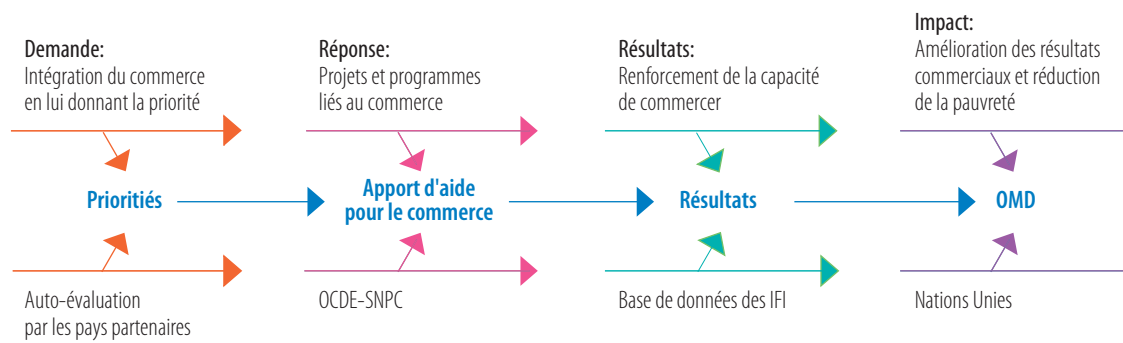 Demande:
Intégration du commerce
en lui donnant la priorité
Réponse:
Projets et programmes
liés au commerce
Résultats:
Renforcement de la capacité
de commercer
Impact:
Amélioration des résultats
commerciaux et réduction
de la pauvreté
Prioritiés
Apport d'aide
pour le commerce
Résultats
OMD
Auto-évaluation
par les pays partenaires
OCDE-SNPC
Base de données des IFI
Nations Unies